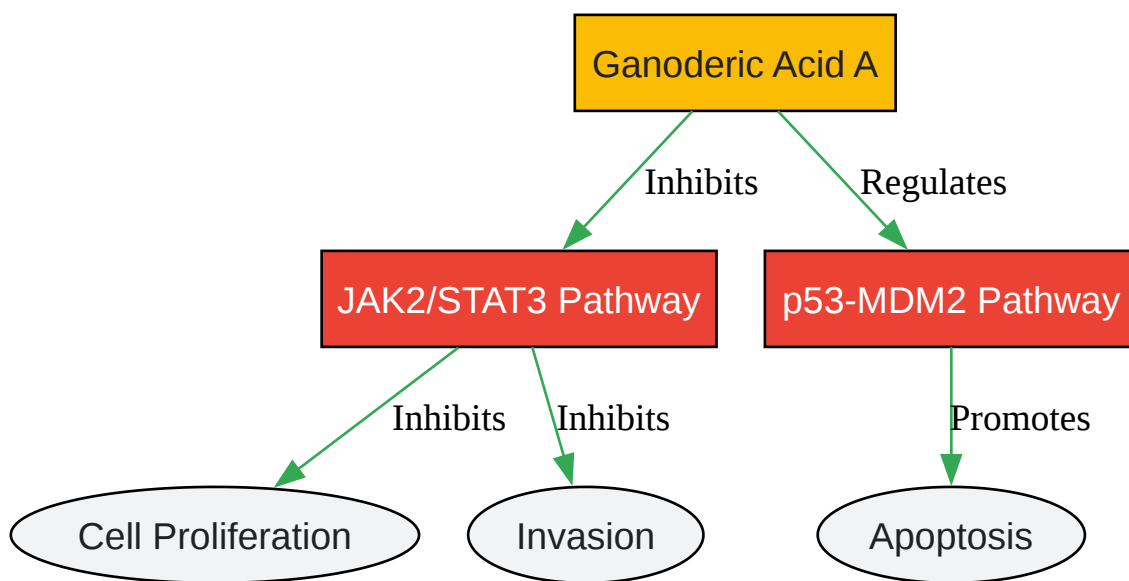 Ganoderic Acid A
Inhibits
Regulates
JAK2/STAT3 Pathway
p53-MDM2 Pathway
Inhibits
Inhibits
Promotes
Cell Proliferation
Invasion
Apoptosis